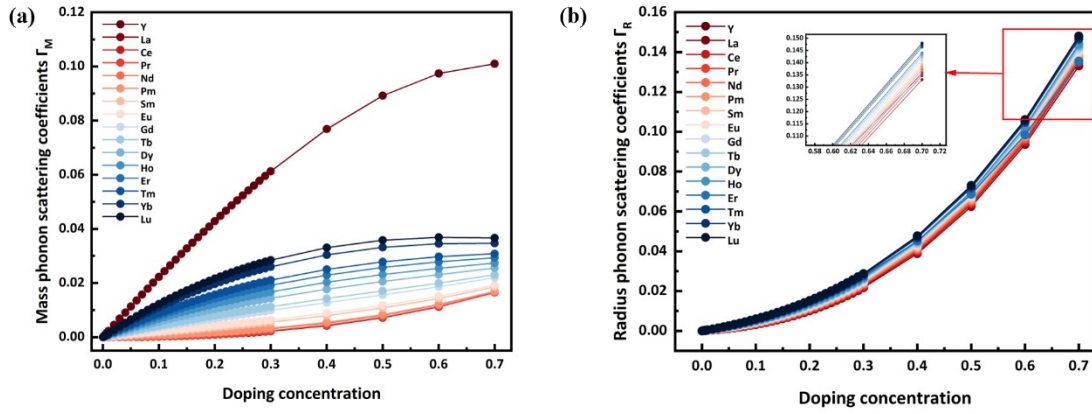 (a)
Mass phonon scattering coefficients Γ_M
0.10
0.08
0.06
0.04
0.02
0.00
Y
La
Ce
Pr
Nd
Pm
Sm
Eu
Gd
Tb
Dy
Ho
Er
Tm
Yb
Lu
0.0 0.1 0.2 0.3 0.4 0.5 0.6 0.7
Doping concentration
(b)
Radius phonon scattering coefficients Γ_R
0.16
0.14
0.12
0.10
0.08
0.06
0.04
0.02
0.00
Y
La
Ce
Pr
Nd
Pm
Sm
Eu
Gd
Tb
Dy
Ho
Er
Tm
Yb
Lu
0.150
0.145
0.140
0.135
0.130
0.125
0.120
0.115
0.110
0.58 0.60 0.62 0.64 0.66 0.68 0.70 0.72
0.0 0.1 0.2 0.3 0.4 0.5 0.6 0.7
Doping concentration